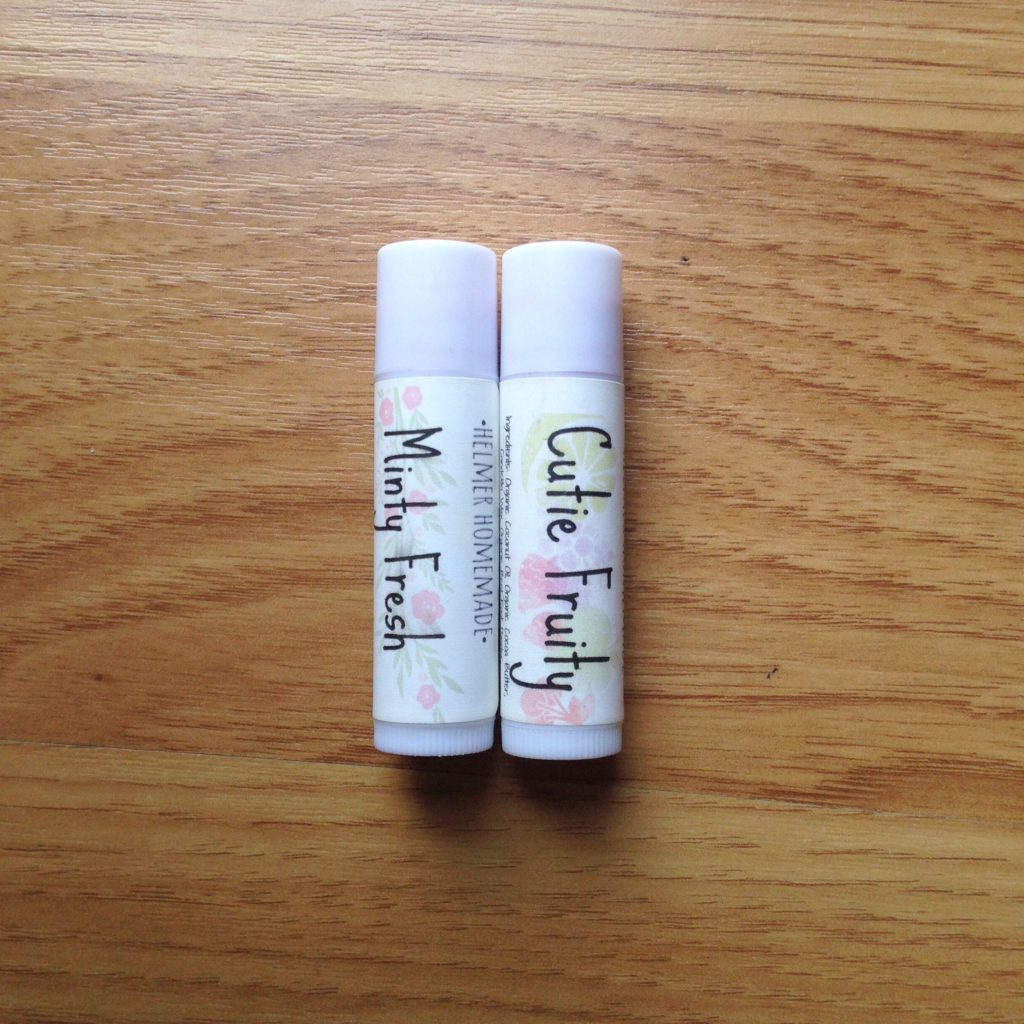 Minty Fresh
•HELMER HOMEMADE•
Cutie Fruity
Ingredients: Organic Coconut Oil, Organic Cocoa Butter,